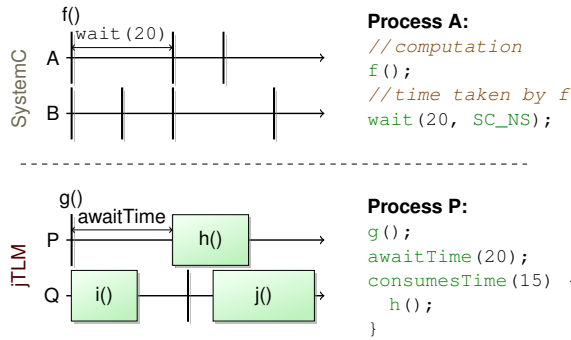 f()
wait(20)
A
B
SystemC
Process A:
//computation
f();
//time taken by f
wait(20, SC_NS);
g()
awaitTime
P
h()
Q
i()
j()
jTLM
Process P:
g();
awaitTime(20);
consumesTime(15) {
h();
}